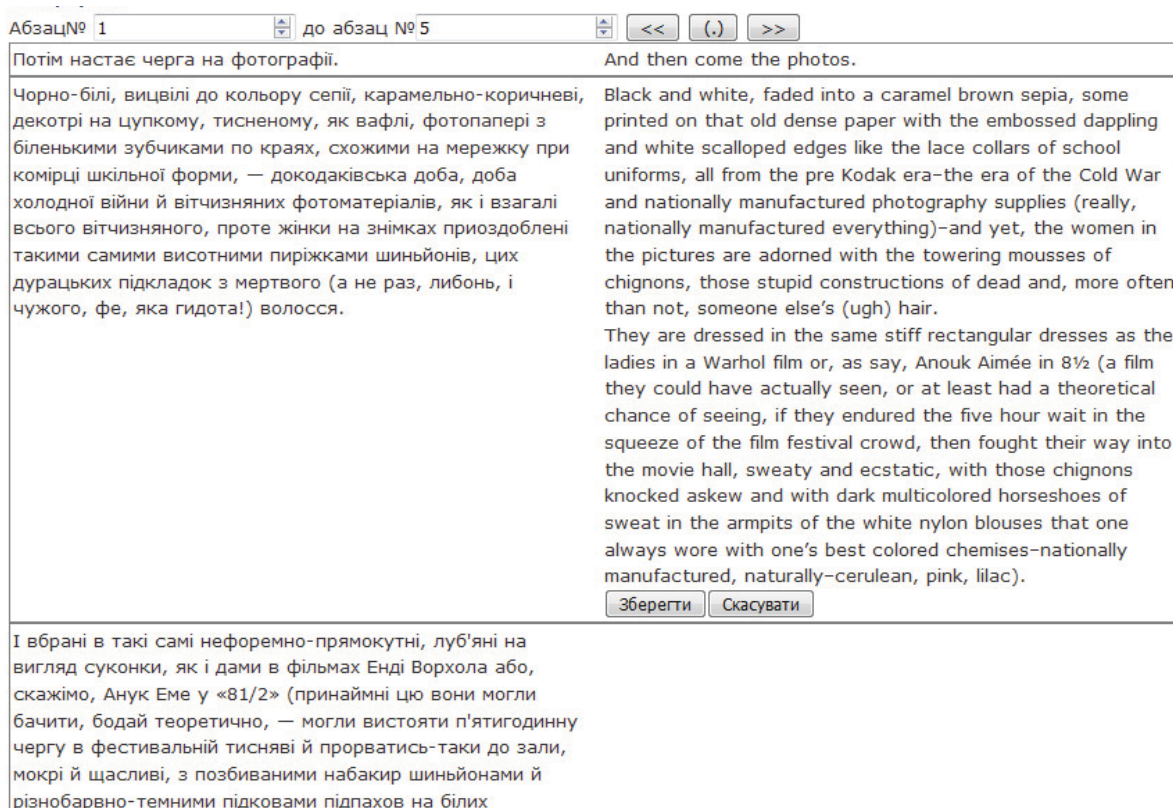 Абзац№ 1 до абзац №5 << (.) >>
Потім настає черга на фотографії.
And then come the photos.
Чорно-білі, вицвілі до кольору сепії, карамельно-коричневі,
декотрі на цупкому, тисненому, як вафлі, фотопапері з
біленькими зубчиками по краях, схожими на мережку при
комірці шкільної форми, — докодаківська доба, доба
холодної війни й вітчизняних фотоматеріалів, як і взагалі
всього вітчизняного, проте жінки на знімках приоздоблені
такими самими висотними пиріжками шиньйонів, цих
дурацьких підкладок з мертвого (а не раз, либонь, і
чужого, фе, яка гидота!) волосся.
Black and white, faded into a caramel brown sepia, some
printed on that old dense paper with the embossed dappling
and white scalloped edges like the lace collars of school
uniforms, all from the pre Kodak era–the era of the Cold War
and nationally manufactured photography supplies (really,
nationally manufactured everything)–and yet, the women in
the pictures are adorned with the towering mousses of
chignons, those stupid constructions of dead and, more often
than not, someone else’s (ugh) hair.
They are dressed in the same stiff rectangular dresses as the
ladies in a Warhol film or, as say, Anouk Aimée in 8½ (a film
they could have actually seen, or at least had a theoretical
chance of seeing, if they endured the five hour wait in the
squeeze of the film festival crowd, then fought their way into
the movie hall, sweaty and ecstatic, with those chignons
knocked askew and with dark multicolored horseshoes of
sweat in the armpits of the white nylon blouses that one
always wore with one’s best colored chemises–nationally
manufactured, naturally–cerulean, pink, lilac).
Зберегти Скасувати
І вбрані в такі самі нефоремно-прямокутні, луб'яні на
вигляд суконки, як і дами в фільмах Енді Ворхола або,
скажімо, Анук Еме у «81/2» (принаймні цю вони могли
бачити, бодай теоретично, — могли вистояти п'ятигодинну
чергу в фестивальній тисняві й прорватись-таки до зали,
мокрі й щасливі, з позбиваними набакир шиньйонами й
різнобарвно-темними підковами підпахов на білих